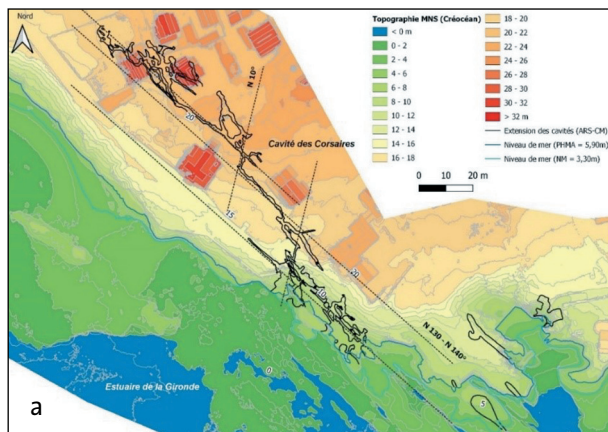 Nord
Topographie MNS (Créocéan)
< 0 m
0 - 2
2 - 4
4 - 6
6 - 8
8 - 10
10 - 12
12 - 14
14 - 16
16 - 18
18 - 20
20 - 22
22 - 24
24 - 26
26 - 28
28 - 30
30 - 32
> 32 m
Extension des cavités (ARS-CM)
Niveau de mer (PHMA = 5,90m)
Niveau de mer (NM = 3,30m)
0 10 20 m
N 10°
20
Cavité des Corsaires
15
20
10
N 130 - N 140°
0
Estuaire de la Gironde
5
a